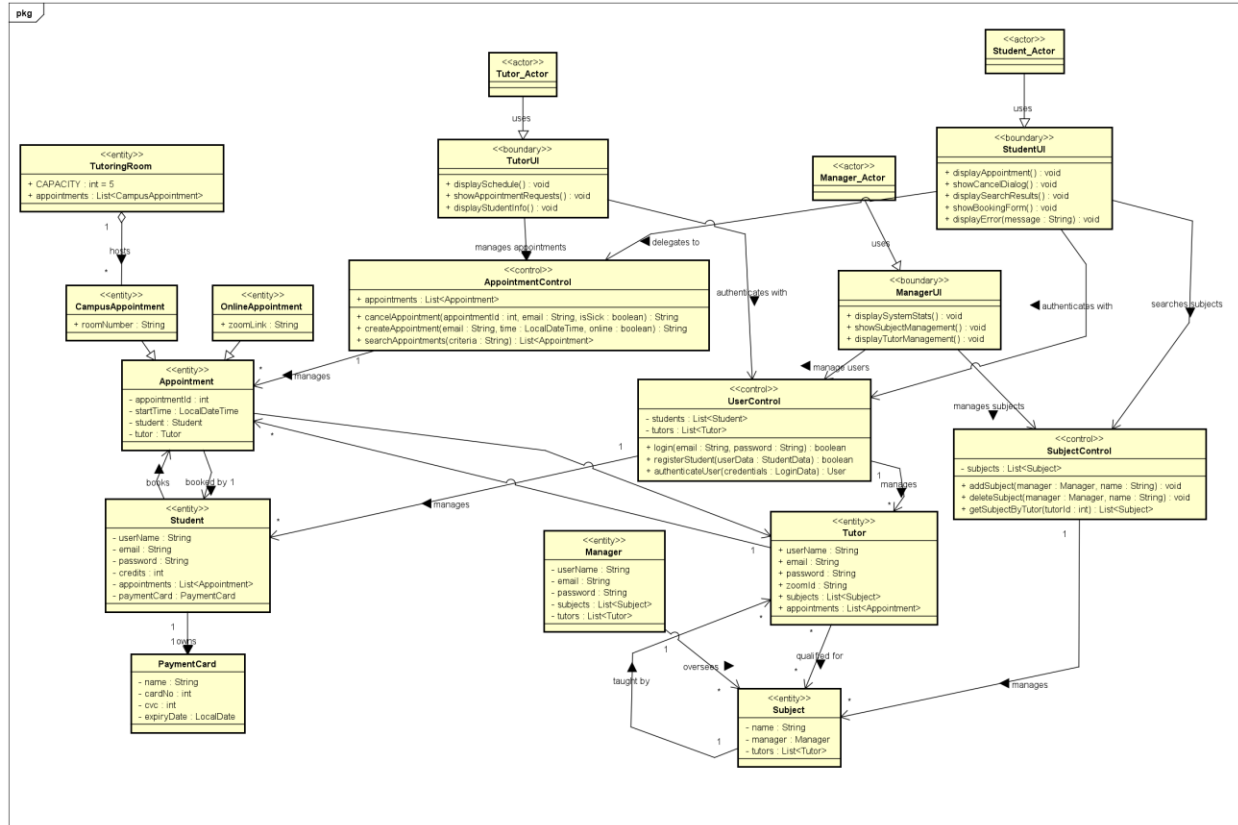 pkg
<<actor>>
Tutor_Actor
uses
<<actor>>
Student_Actor
uses
<<entity>>
TutoringRoom
+ CAPACITY : int = 5
+ appointments : List<CampusAppointment>
1
hosts
*
<<boundary>>
TutorUI
+ displaySchedule() : void
+ showAppointmentRequests() : void
+ displayStudentInfo() : void
manages appointments
<<actor>>
Manager_Actor
uses
<<boundary>>
StudentUI
+ displayAppointment() : void
+ showCancelDialog() : void
+ displaySearchResults() : void
+ showBookingForm() : void
+ displayError(message : String) : void
delegates to
<<entity>>
CampusAppointment
+ roomNumber : String
<<entity>>
OnlineAppointment
+ zoomLink : String
<<control>>
AppointmentControl
+ appointments : List<Appointment>
+ cancelAppointment(appointmentId : int, email : String, isSick : boolean) : String
+ createAppointment(email : String, time : LocalDateTime, online : boolean) : String
+ searchAppointments(criteria : String) : List<Appointment>
1
manages
*
authenticates with
<<boundary>>
ManagerUI
+ displaySystemStats() : void
+ showSubjectManagement() : void
+ displayTutorManagement() : void
authenticates with
searches subjects
manage users
manages subjects
<<entity>>
Appointment
- appointmentId : int
- startTime : LocalDateTime
- student : Student
- tutor : Tutor
*
books
booked by 1
<<control>>
UserControl
- students : List<Student>
- tutors : List<Tutor>
+ login(email : String, password : String) : boolean
+ registerStudent(userData : StudentData) : boolean
+ authenticateUser(credentials : LoginData) : User
1
manages
*
1
manages
*
<<control>>
SubjectControl
- subjects : List<Subject>
+ addSubject(manager : Manager, name : String) : void
+ deleteSubject(manager : Manager, name : String) : void
+ getSubjectByTutor(tutorId : int) : List<Subject>
1
manages
*
<<entity>>
Student
- userName : String
- email : String
- password : String
- credits : int
- appointments : List<Appointment>
- paymentCard : PaymentCard
1
1 owns
PaymentCard
- name : String
- cardNo : int
- cvc : int
- expiryDate : LocalDate
<<entity>>
Manager
- userName : String
- email : String
- password : String
- subjects : List<Subject>
- tutors : List<Tutor>
1
oversees
*
<<entity>>
Tutor
+ userName : String
+ email : String
+ password : String
+ zoomId : String
+ subjects : List<Subject>
+ appointments : List<Appointment>
1
*
*
qualified for
*
taught by
1
<<entity>>
Subject
- name : String
- manager : Manager
- tutors : List<Tutor>